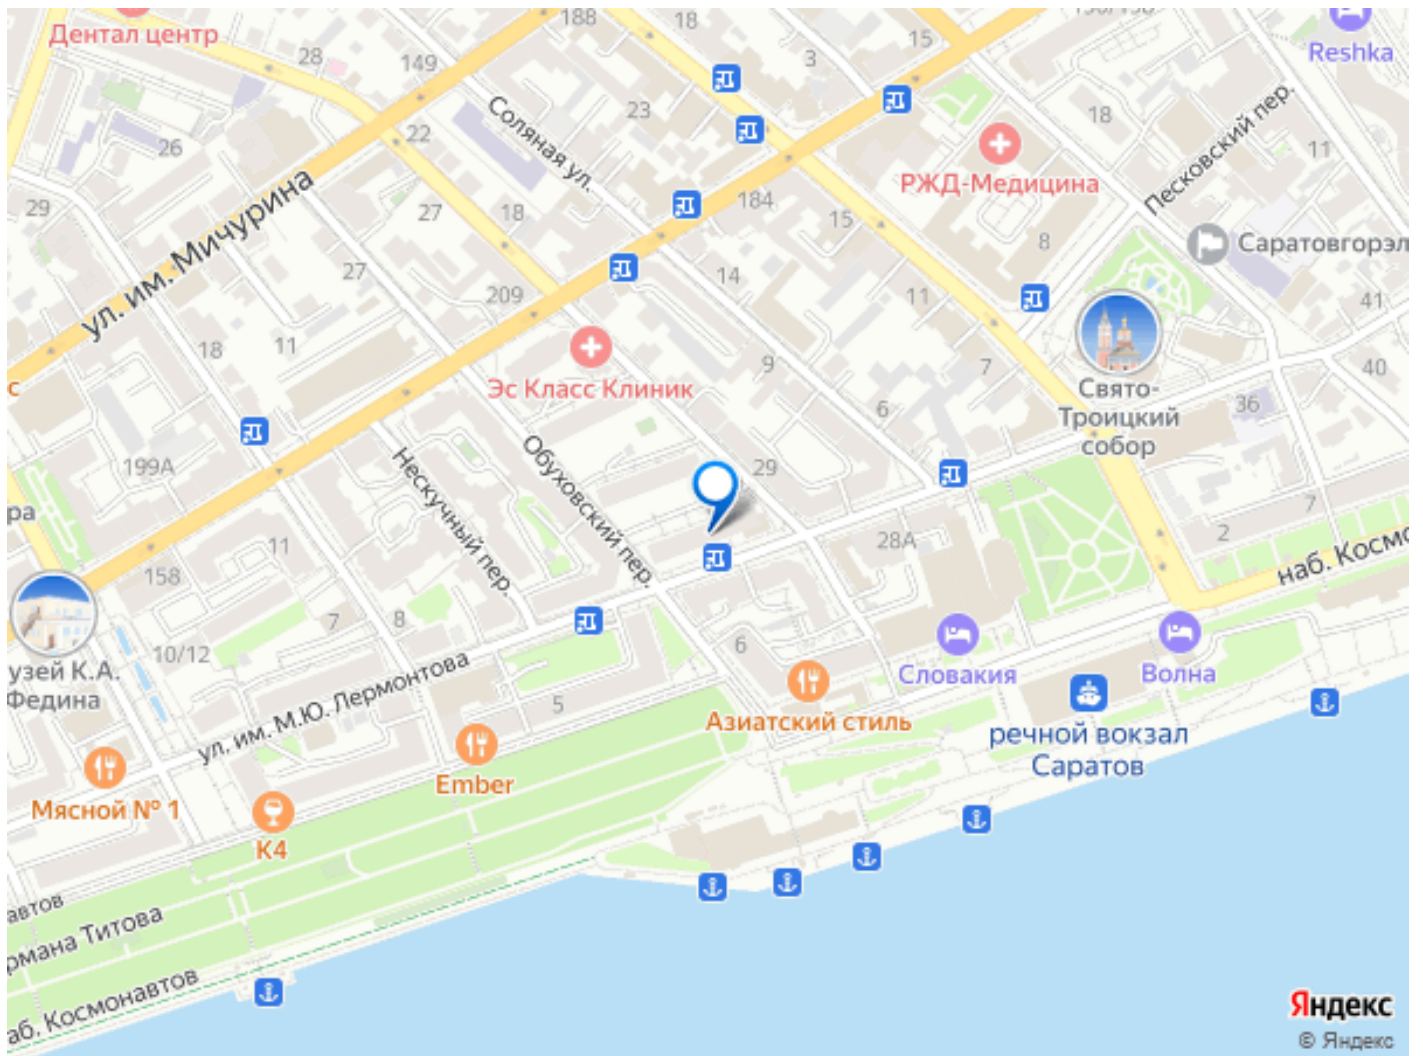 188
18
15
Дентал центр
28
149
3
Reshka
23
18
22
26
Соляная ул.
Песковский пер.
11
РЖД-Медицина
184
29
27
18
15
ул. им. Мичурина
8
Саратовгорэл
27
14
209
11
41
18
11
9
7
40
с
Эс Класс Клиник
Свято-
Троицкий
собор
6
36
199А
Нескучный пер.
Обуховский пер.
29
ра
7
2
28А
11
158
наб. Космо
7
8
10/12
6
узей К.А.
Федина
Словакия
Волна
ул. им. М.Ю. Лермонтова
5
Азиатский стиль
речной вокзал
Саратов
Ember
Мясной № 1
К4
автов
рмана Титова
аб. Космонавтов
Яндекс
© Яндекс